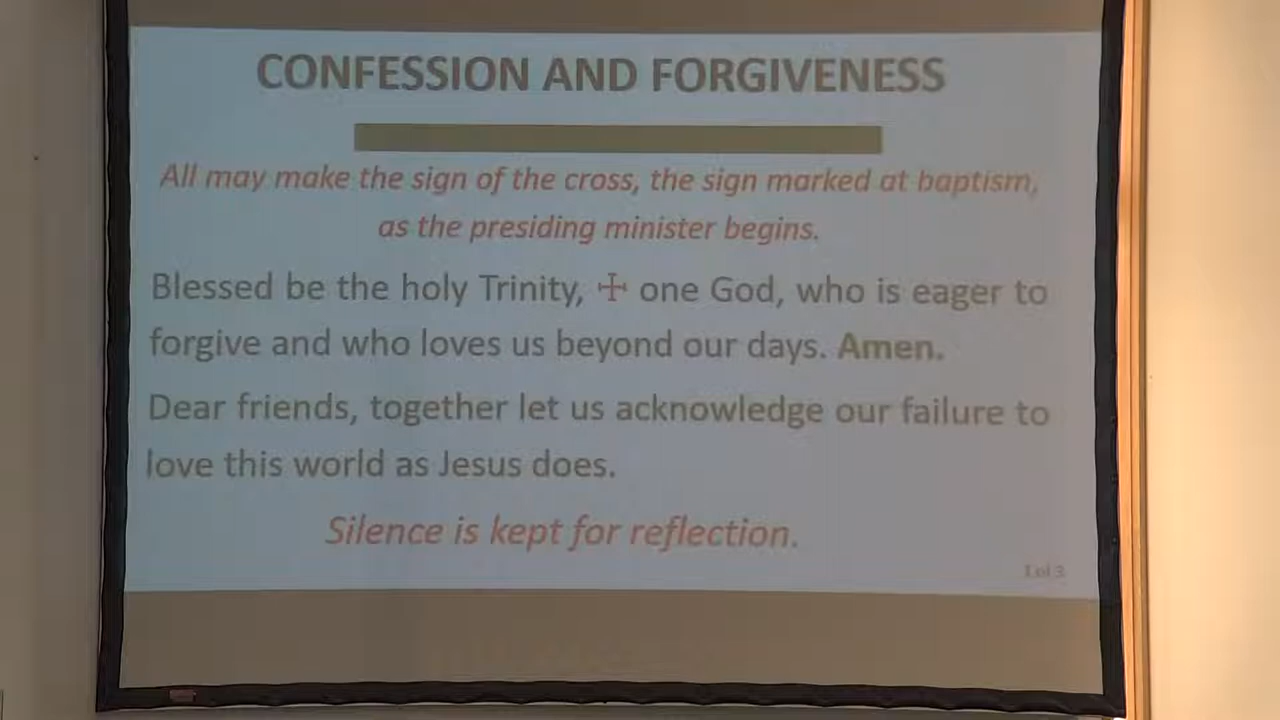 CONFESSION AND FORGIVENESS
All may make the sign of the cross, the sign marked at baptism,
as the presiding minister begins.
Blessed be the holy Trinity, ☩ one God, who is eager to
forgive and who loves us beyond our days. Amen.
Dear friends, together let us acknowledge our failure to
love this world as Jesus does.
Silence is kept for reflection.
1 of 3